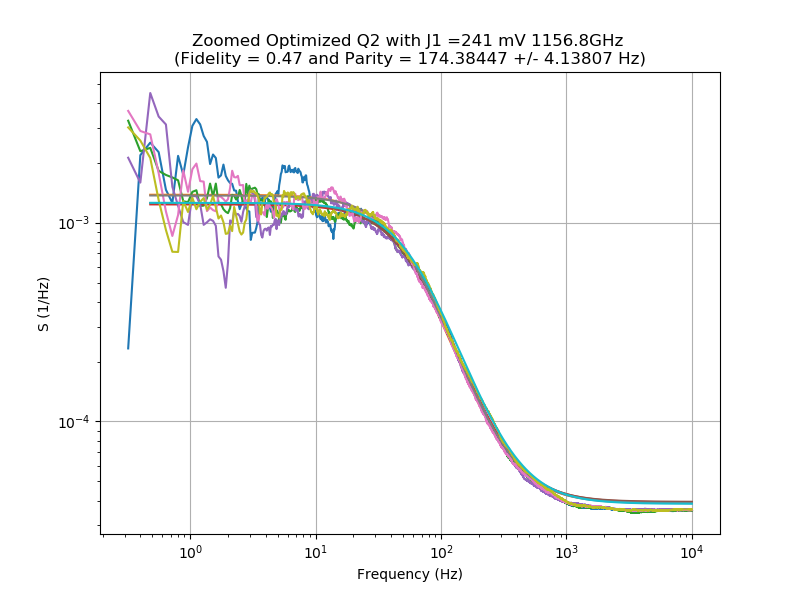 Zoomed Optimized Q2 with J1 =241 mV 1156.8GHz
(Fidelity = 0.47 and Parity = 174.38447 +/- 4.13807 Hz)
S (1/Hz)
10⁻³
10⁻⁴
10⁰ 10¹ 10² 10³ 10⁴
Frequency (Hz)